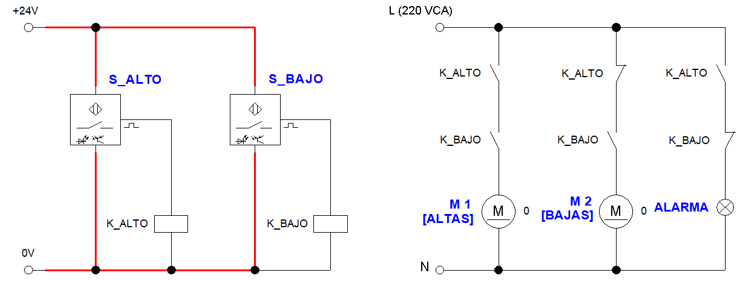 +24V
S_ALTO
S_BAJO
K_ALTO
K_BAJO
0V
L (220 VCA)
K_ALTO
K_ALTO
K_ALTO
K_BAJO
K_BAJO
K_BAJO
M 1
[ALTAS]
M
0
M 2
[BAJAS]
M
0
ALARMA
N